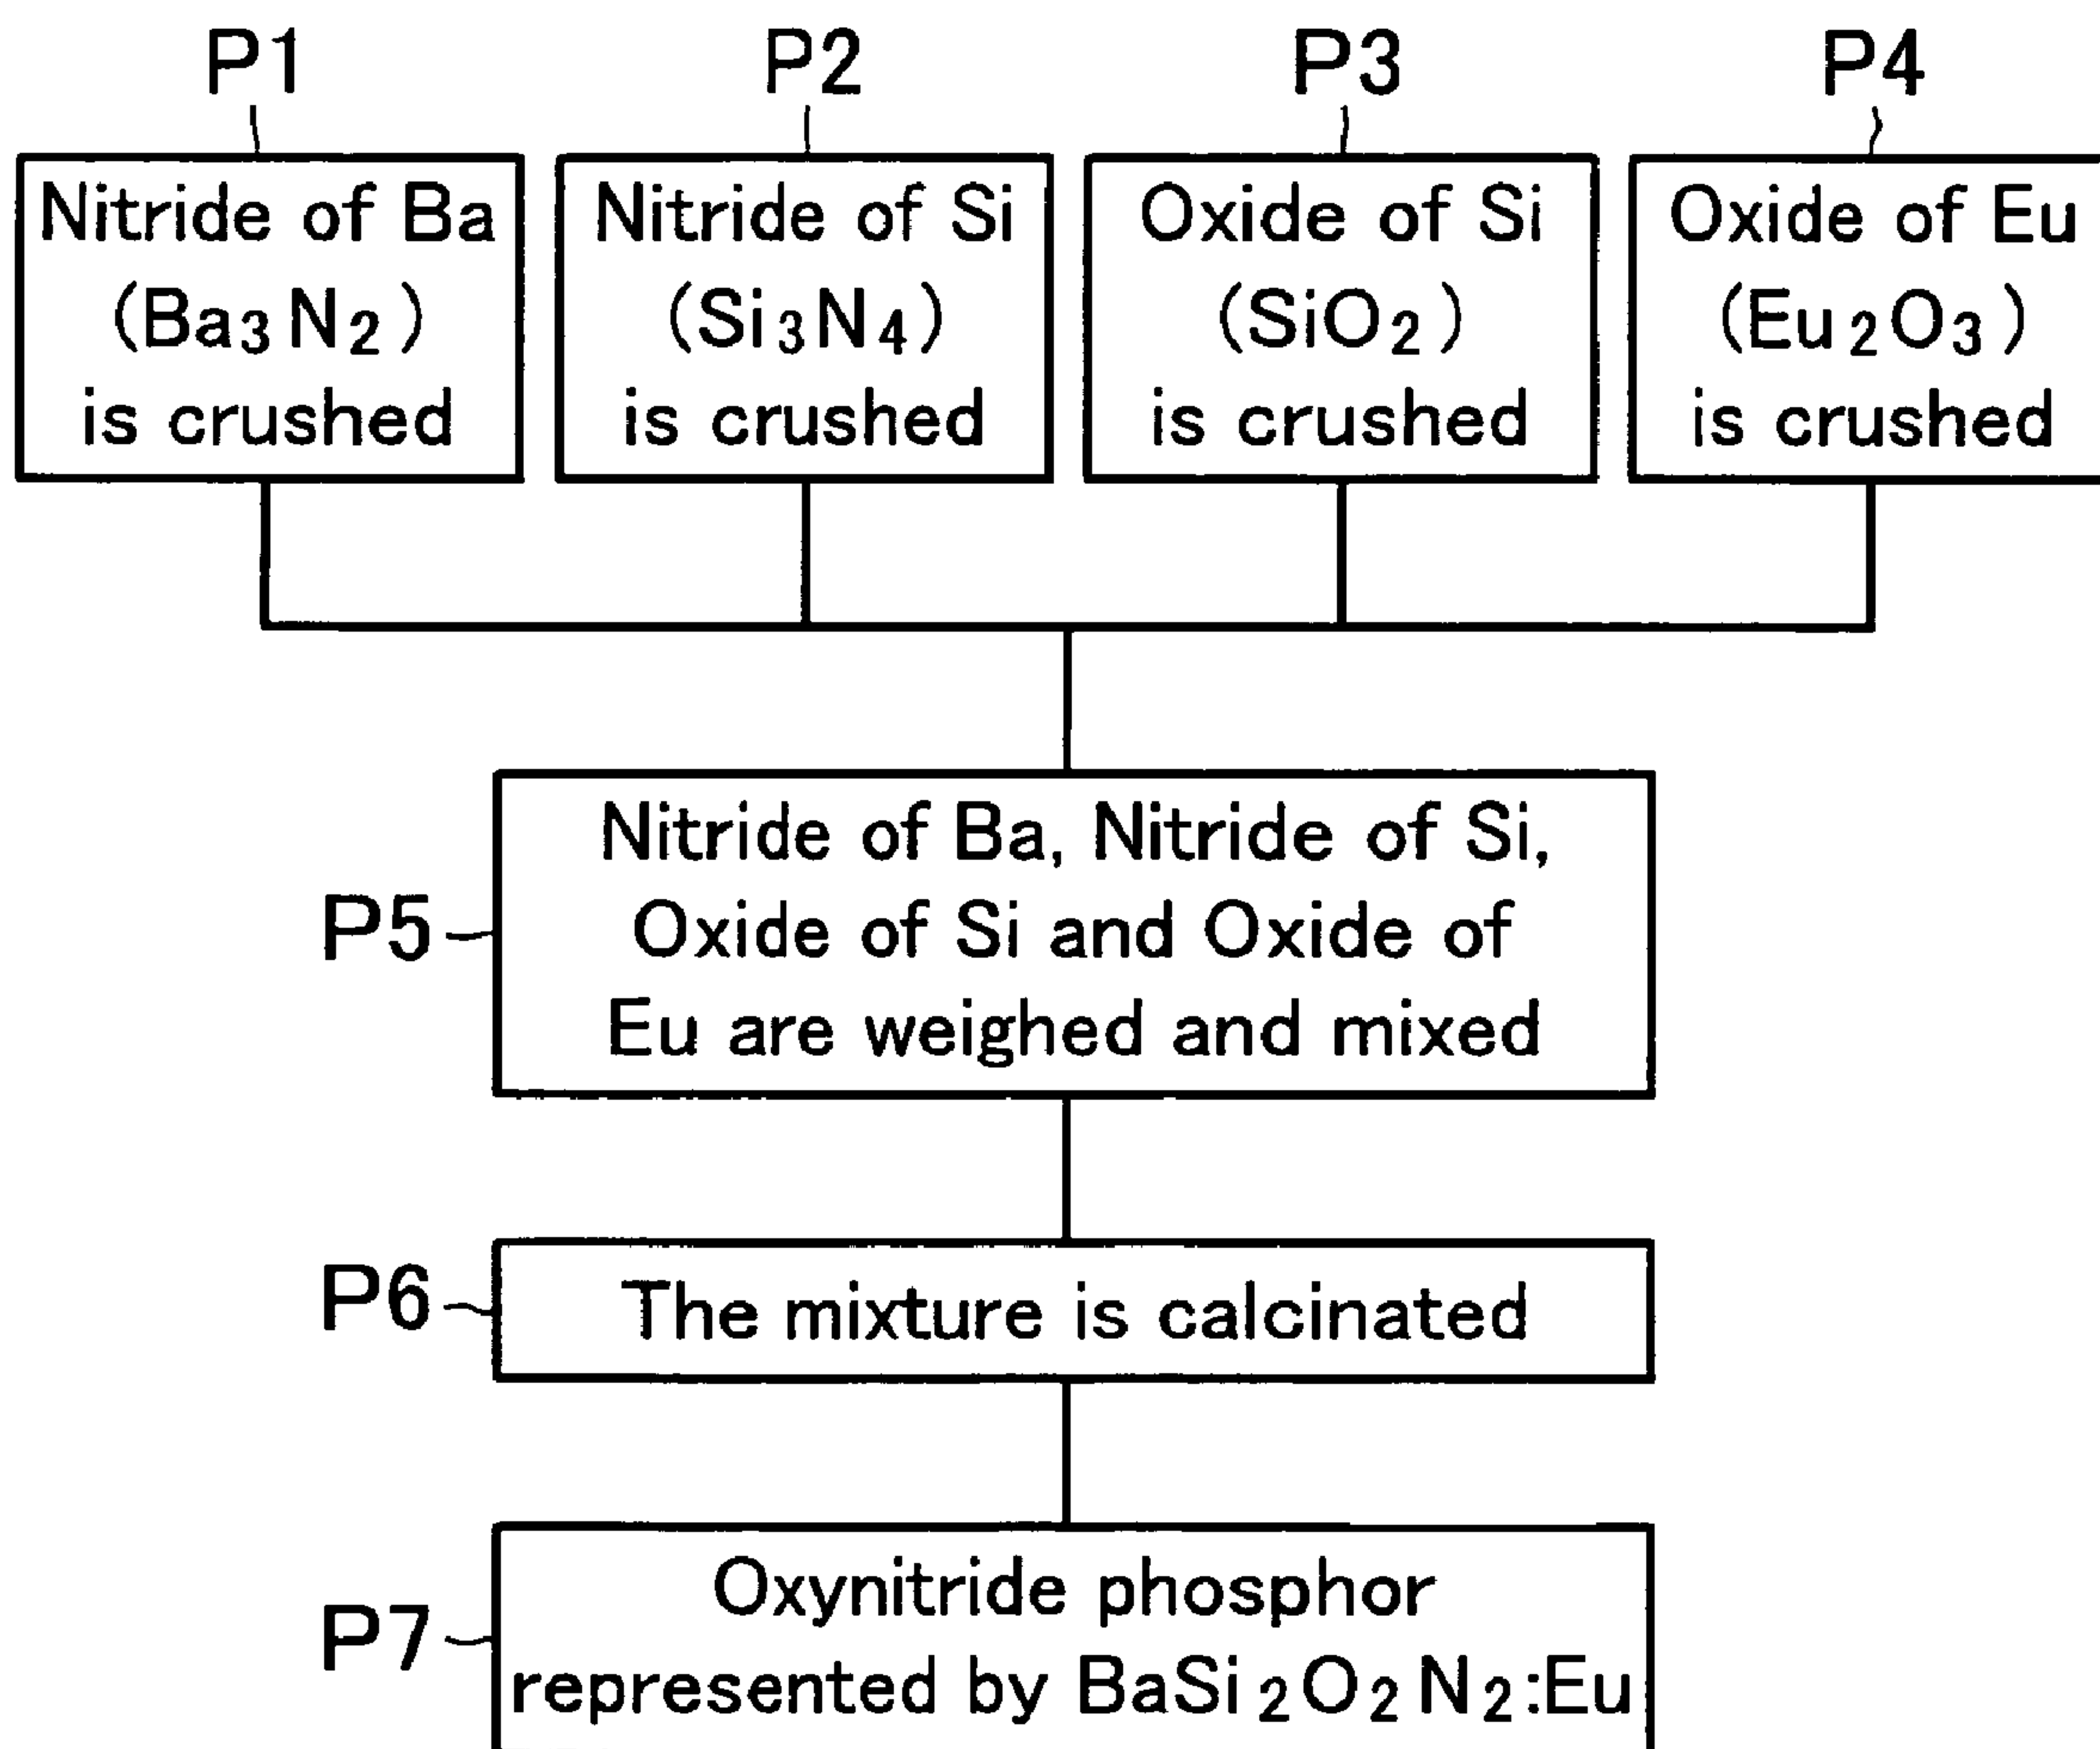 P1 P2 P3 P4
Nitride of Ba
(Ba₃N₂)
is crushed
Nitride of Si
(Si₃N₄)
is crushed
Oxide of Si
(SiO₂)
is crushed
Oxide of Eu
(Eu₂O₃)
is crushed
P5
Nitride of Ba, Nitride of Si,
Oxide of Si and Oxide of
Eu are weighed and mixed
P6
The mixture is calcinated
P7
Oxynitride phosphor
represented by BaSi₂O₂N₂:Eu